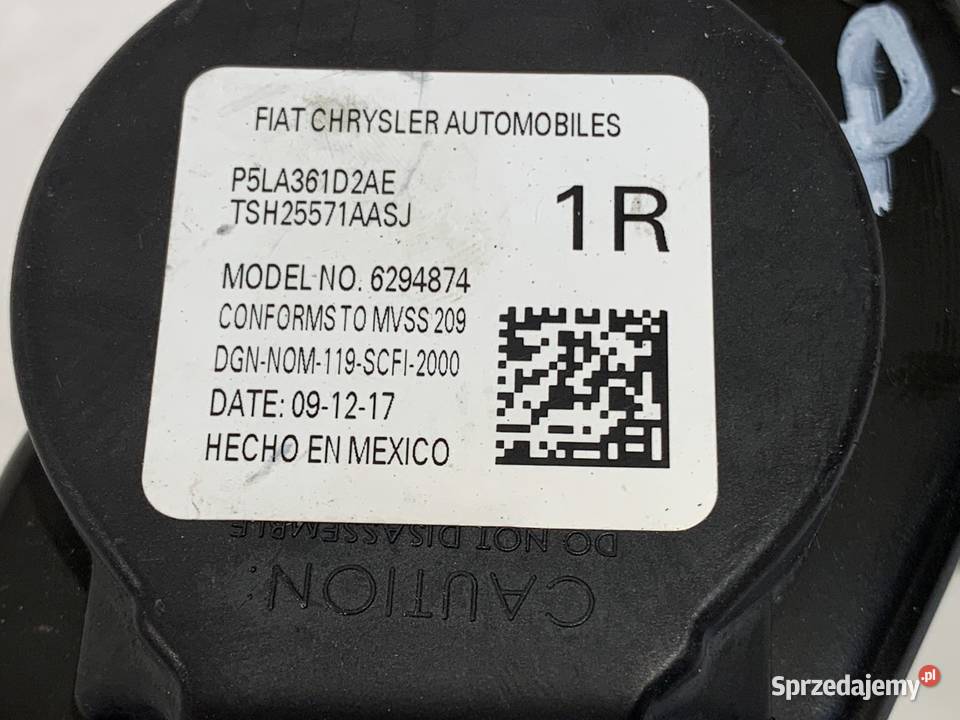 FIAT CHRYSLER AUTOMOBILES
P5LA361D2AE
TSH25571AASJ
1R
MODEL NO. 6294874
CONFORMS TO MVSS 209
DGN-NOM-119-SCFI-2000
DATE: 09-12-17
HECHO EN MEXICO
CAUTION:
DO NOT DISASSEMBLE
P
Sprzedajemy.pl